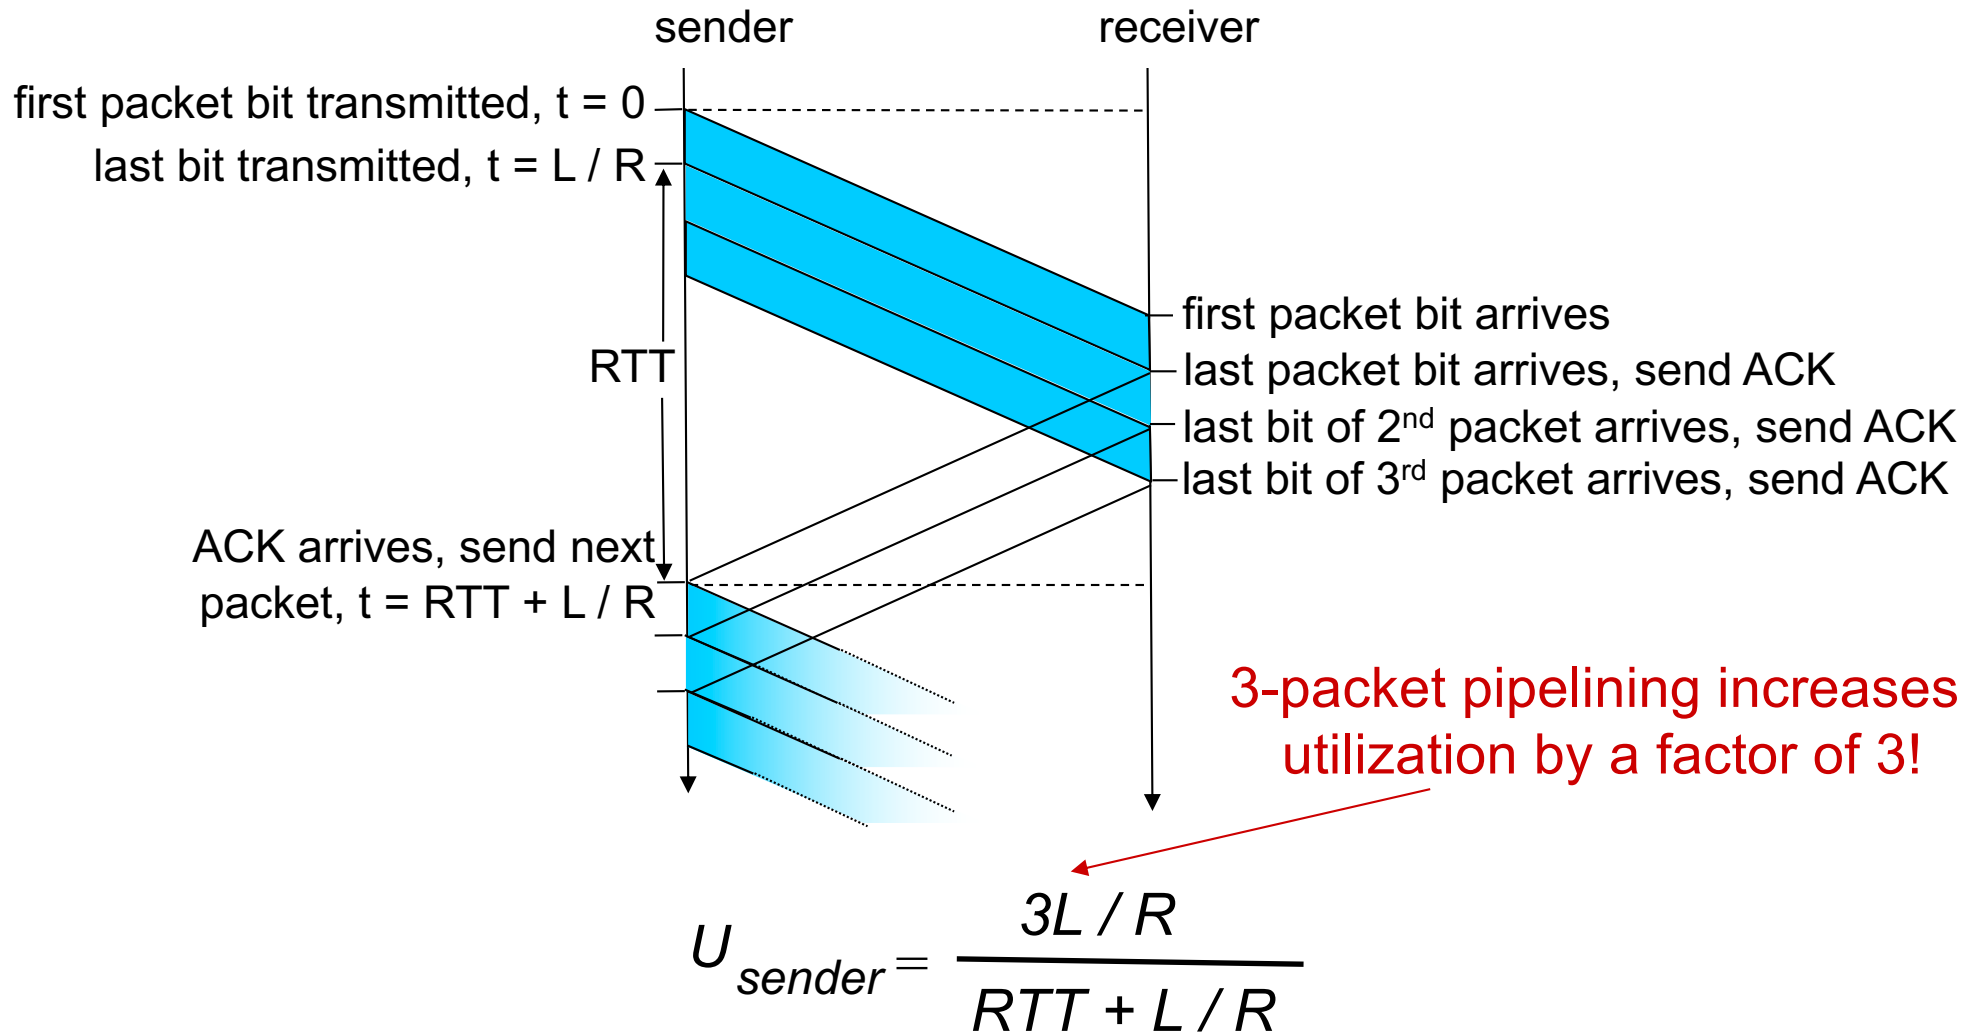 sender
receiver
first packet bit transmitted, t = 0
last bit transmitted, t = L / R
RTT
first packet bit arrives
last packet bit arrives, send ACK
last bit of 2nd packet arrives, send ACK
last bit of 3rd packet arrives, send ACK
ACK arrives, send next
packet, t = RTT + L / R
3-packet pipelining increases
utilization by a factor of 3!
U sender = 3L / R
RTT + L / R